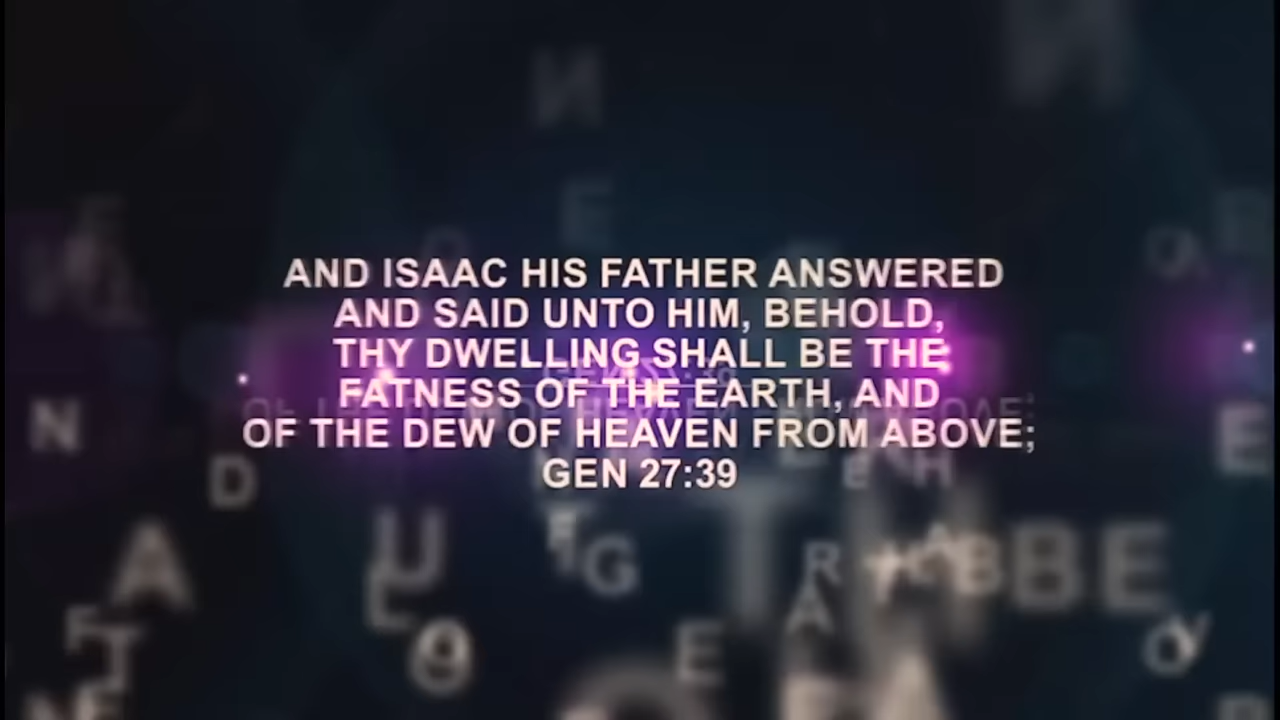 AND ISAAC HIS FATHER ANSWERED
AND SAID UNTO HIM, BEHOLD,
THY DWELLING SHALL BE THE
FATNESS OF THE EARTH, AND
OF THE DEW OF HEAVEN FROM ABOVE;
GEN 27:39